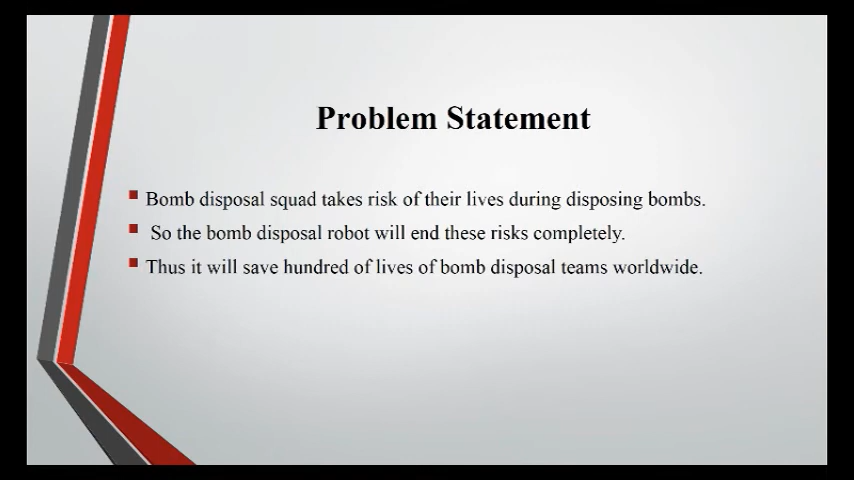 Problem Statement
Bomb disposal squad takes risk of their lives during disposing bombs.
So the bomb disposal robot will end these risks completely.
Thus it will save hundred of lives of bomb disposal teams worldwide.